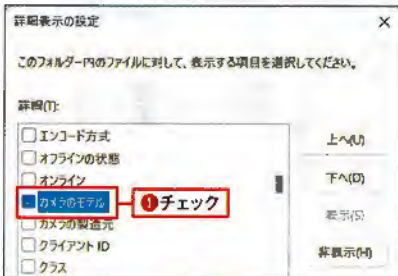 詳細表示の設定
×
このフォルダー内のファイルに対して、表示する項目を選択してください。
詳細(T):
エンコード方式
オフラインの状態
オンライン
カメラのモデル
❶チェック
カメラの製造元
クライアント ID
クラス
上へ(U)
下へ(D)
表示(S)
非表示(H)